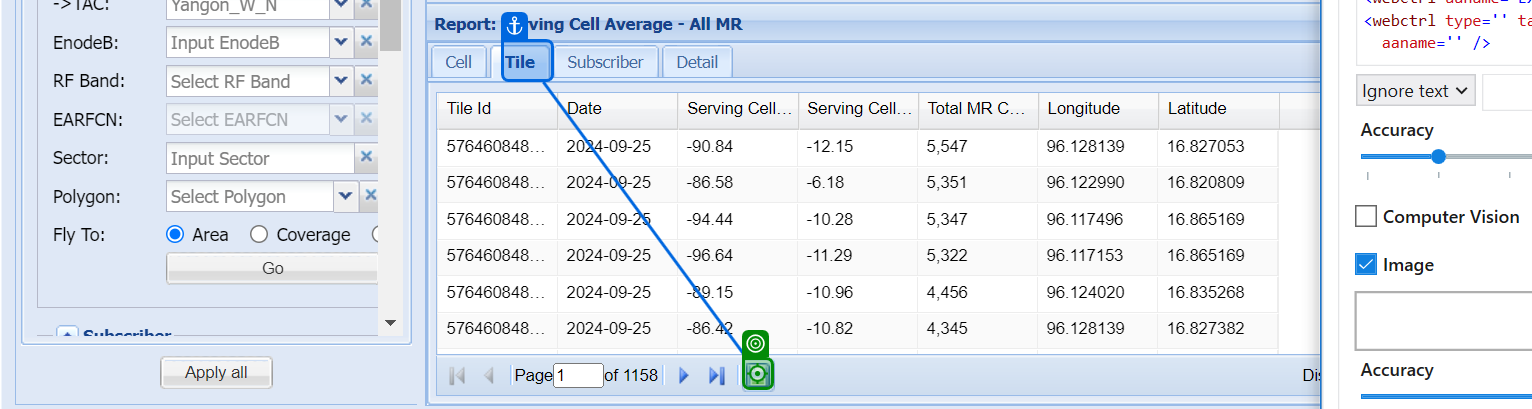 ->TAC:
Yangon_W_N
EnodeB:
Input EnodeB
RF Band:
Select RF Band
EARFCN:
Select EARFCN
Sector:
Input Sector
Polygon:
Select Polygon
Fly To:
Area
Coverage
Go
Subscriber
Apply all
Report: Serving Cell Average - All MR
Cell
Tile
Subscriber
Detail
Tile Id Date Serving Cell... Serving Cell... Total MR C... Longitude Latitude
576460848... 2024-09-25 -90.84 -12.15 5,547 96.128139 16.827053
576460848... 2024-09-25 -86.58 -6.18 5,351 96.122990 16.820809
576460848... 2024-09-25 -94.44 -10.28 5,347 96.117496 16.865169
576460848... 2024-09-25 -96.64 -11.29 5,322 96.117153 16.865169
576460848... 2024-09-25 -89.15 -10.96 4,456 96.124020 16.835268
576460848... 2024-09-25 -86.42 -10.82 4,345 96.128139 16.827382
Page 1 of 1158
<webctrl type='' ta
aaname='' />
Ignore text
Accuracy
Computer Vision
Image
Accuracy